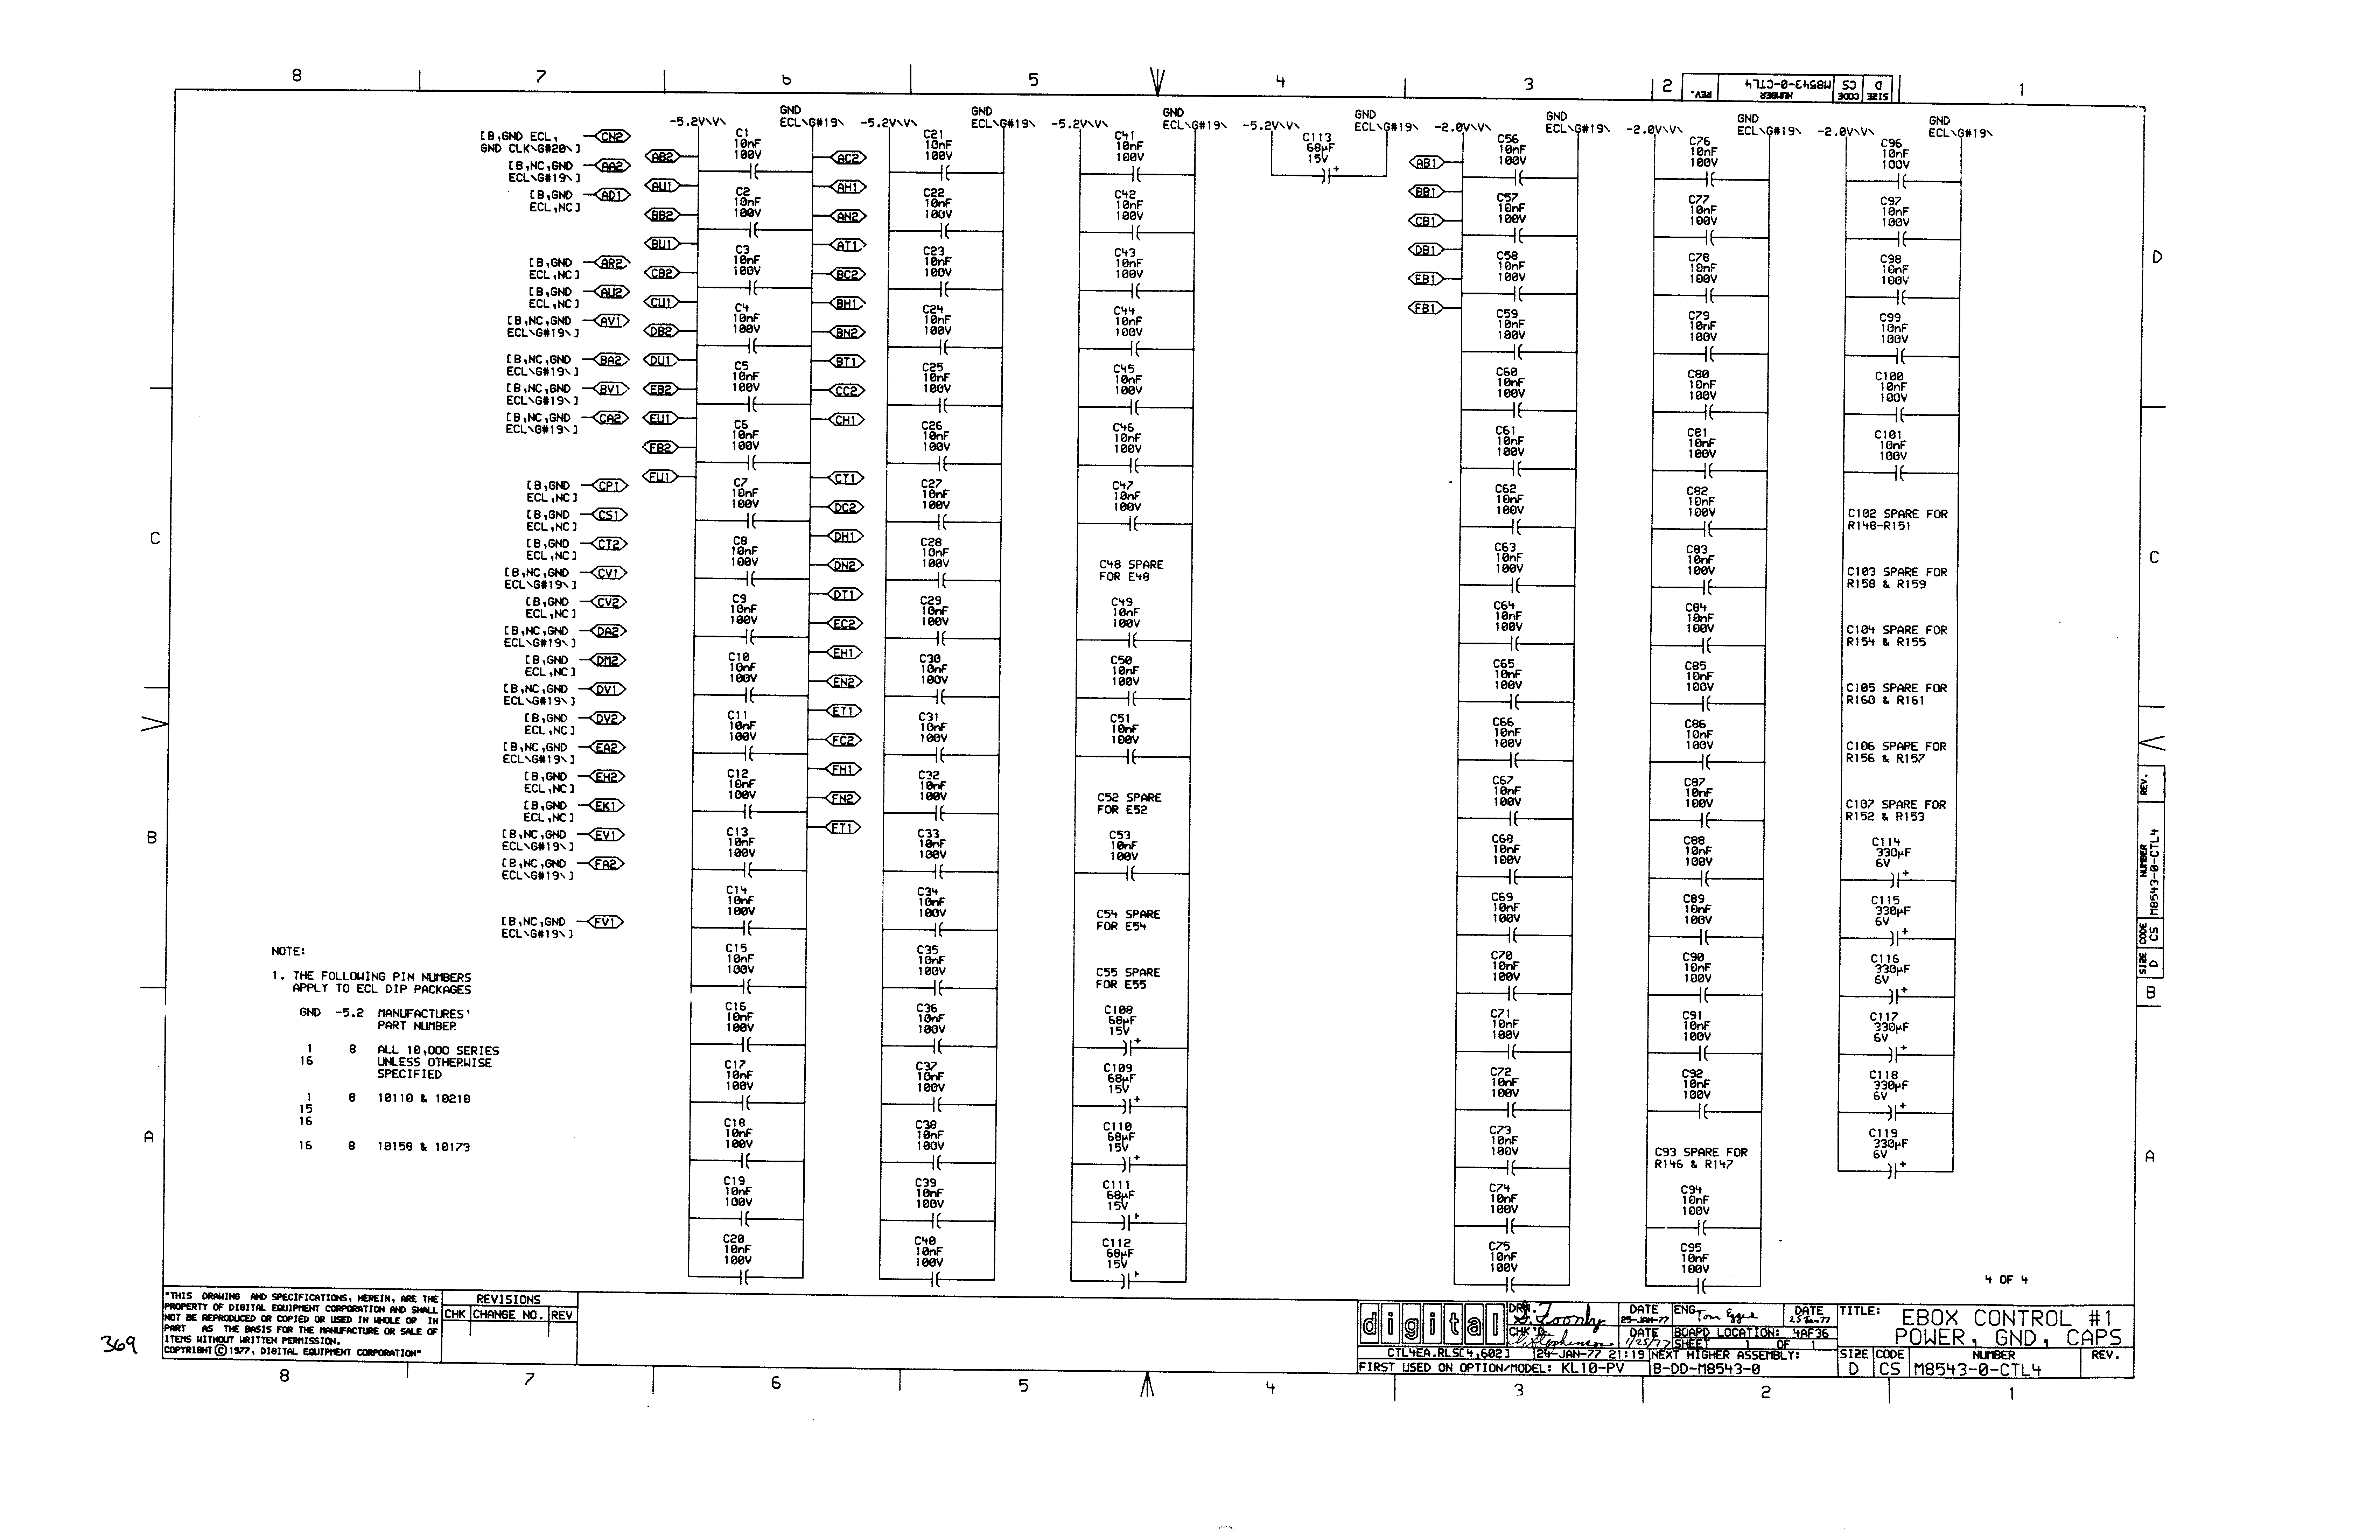 8 7 6 5 4 3 2 1
SIZE CODE NUMBER REV.
D CS M8543-0-CTL4
[B,GND ECL, CN2
GND CLK\G#20\]
[B,NC,GND AA2
ECL\G#19\]
[B,GND AD1
ECL,NC]
[B,GND AR2
ECL,NC]
[B,GND AU2
ECL,NC]
[B,NC,GND AV1
ECL\G#19\]
[B,NC,GND BA2
ECL\G#19\]
[B,NC,GND BV1
ECL\G#19\]
[B,NC,GND CA2
ECL\G#19\]
[B,GND CP1
ECL,NC]
[B,GND CS1
ECL,NC]
[B,GND CT2
ECL,NC]
[B,NC,GND CV1
ECL\G#19\]
[B,GND CV2
ECL,NC]
[B,NC,GND DA2
ECL\G#19\]
[B,GND DM2
ECL,NC]
[B,NC,GND DV1
ECL\G#19\]
[B,GND DV2
ECL,NC]
[B,NC,GND EA2
ECL\G#19\]
[B,GND EH2
ECL,NC]
[B,GND EK1
ECL,NC]
[B,NC,GND EV1
ECL\G#19\]
[B,NC,GND FA2
ECL\G#19\]
[B,NC,GND FV1
ECL\G#19\]
NOTE:
1. THE FOLLOWING PIN NUMBERS
APPLY TO ECL DIP PACKAGES
GND -5.2 MANUFACTURES'
PART NUMBER
1 8 ALL 10,000 SERIES
16 UNLESS OTHERWISE
SPECIFIED
1 8 10110 & 10210
15
16
16 8 10158 & 10173
AB2
AU1
BB2
BU1
CB2
CU1
DB2
DU1
EB2
EU1
FB2
FU1
GND
-5.2V\V\ ECL\G#19\
C1
10nF
100V
C2
10nF
100V
C3
10nF
100V
C4
10nF
100V
C5
10nF
100V
C6
10nF
100V
C7
10nF
100V
C8
10nF
100V
C9
10nF
100V
C10
10nF
100V
C11
10nF
100V
C12
10nF
100V
C13
10nF
100V
C14
10nF
100V
C15
10nF
100V
C16
10nF
100V
C17
10nF
100V
C18
10nF
100V
C19
10nF
100V
C20
10nF
100V
AC2
AH1
AN2
AT1
BC2
BH1
BN2
BT1
CC2
CH1
CT1
DC2
DH1
DN2
DT1
EC2
EH1
EN2
ET1
FC2
FH1
FN2
FT1
GND
-5.2V\V\ ECL\G#19\
C21
10nF
100V
C22
10nF
100V
C23
10nF
100V
C24
10nF
100V
C25
10nF
100V
C26
10nF
100V
C27
10nF
100V
C28
10nF
100V
C29
10nF
100V
C30
10nF
100V
C31
10nF
100V
C32
10nF
100V
C33
10nF
100V
C34
10nF
100V
C35
10nF
100V
C36
10nF
100V
C37
10nF
100V
C38
10nF
100V
C39
10nF
100V
C40
10nF
100V
GND
-5.2V\V\ ECL\G#19\
C41
10nF
100V
C42
10nF
100V
C43
10nF
100V
C44
10nF
100V
C45
10nF
100V
C46
10nF
100V
C47
10nF
100V
C48 SPARE
FOR E48
C49
10nF
100V
C50
10nF
100V
C51
10nF
100V
C52 SPARE
FOR E52
C53
10nF
100V
C54 SPARE
FOR E54
C55 SPARE
FOR E55
C108
68µF
15V
+
C109
68µF
15V
+
C110
68µF
15V
+
C111
68µF
15V
+
C112
68µF
15V
+
GND
-5.2V\V\ ECL\G#19\
C113
68µF
15V
+
AB1
BB1
CB1
DB1
EB1
FB1
GND
-2.0V\V\ ECL\G#19\
C56
10nF
100V
C57
10nF
100V
C58
10nF
100V
C59
10nF
100V
C60
10nF
100V
C61
10nF
100V
C62
10nF
100V
C63
10nF
100V
C64
10nF
100V
C65
10nF
100V
C66
10nF
100V
C67
10nF
100V
C68
10nF
100V
C69
10nF
100V
C70
10nF
100V
C71
10nF
100V
C72
10nF
100V
C73
10nF
100V
C74
10nF
100V
C75
10nF
100V
GND
-2.0V\V\ ECL\G#19\
C76
10nF
100V
C77
10nF
100V
C78
10nF
100V
C79
10nF
100V
C80
10nF
100V
C81
10nF
100V
C82
10nF
100V
C83
10nF
100V
C84
10nF
100V
C85
10nF
100V
C86
10nF
100V
C87
10nF
100V
C88
10nF
100V
C89
10nF
100V
C90
10nF
100V
C91
10nF
100V
C92
10nF
100V
C93 SPARE FOR
R146 & R147
C94
10nF
100V
C95
10nF
100V
GND
-2.0V\V\ ECL\G#19\
C96
10nF
100V
C97
10nF
100V
C98
10nF
100V
C99
10nF
100V
C100
10nF
100V
C101
10nF
100V
C102 SPARE FOR
R148-R151
C103 SPARE FOR
R158 & R159
C104 SPARE FOR
R154 & R155
C105 SPARE FOR
R160 & R161
C106 SPARE FOR
R156 & R157
C107 SPARE FOR
R152 & R153
C114
330µF
6V
+
C115
330µF
6V
+
C116
330µF
6V
+
C117
330µF
6V
+
C118
330µF
6V
+
C119
330µF
6V
+
4 OF 4
D
C
B
A
C
B
A
D
SIZE CODE NUMBER REV.
D CS M8543-0-CTL4
B
"THIS DRAWING AND SPECIFICATIONS, HEREIN, ARE THE
PROPERTY OF DIGITAL EQUIPMENT CORPORATION AND SHALL
NOT BE REPRODUCED OR COPIED OR USED IN WHOLE OR IN
PART AS THE BASIS FOR THE MANUFACTURE OR SALE OF
ITEMS WITHOUT WRITTEN PERMISSION.
COPYRIGHT © 1977, DIGITAL EQUIPMENT CORPORATION"
REVISIONS
CHK CHANGE NO. REV
369
digital
DRN. DATE 25-JAN-77
CHK'D DATE 1/25/77
ENG Tom Eggers DATE 25 Jan 77
BOARD LOCATION: 4AF36
SHEET 1 OF 1
CTL4EA.RLS[4,602] 24-JAN-77 21:19 NEXT HIGHER ASSEMBLY:
FIRST USED ON OPTION/MODEL: KL10-PV B-DD-M8543-0
TITLE: EBOX CONTROL #1
POWER, GND, CAPS
SIZE CODE NUMBER REV.
D CS M8543-0-CTL4
8 7 6 5 4 3 2 1